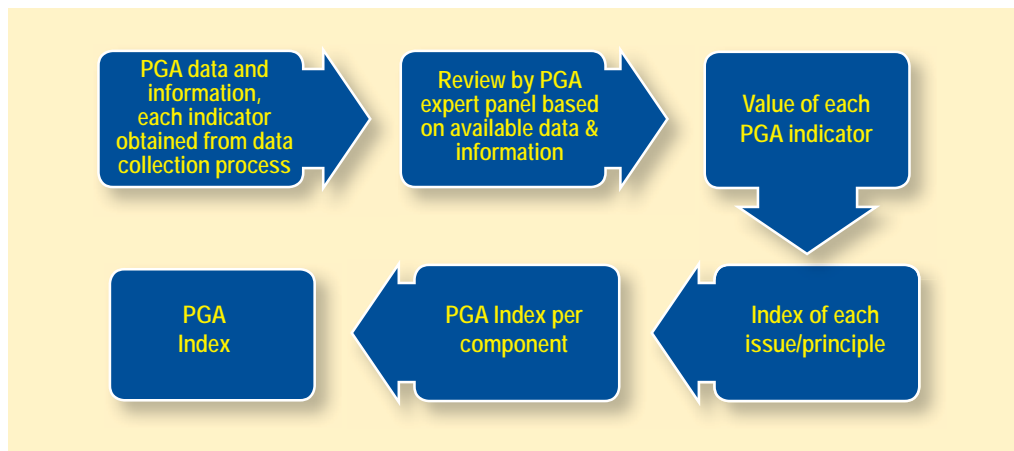 PGA data and
information,
each indicator
obtained from data
collection process
Review by PGA
expert panel based
on available data &
information
Value of each
PGA indicator
Index of each
issue/principle
PGA Index per
component
PGA
Index